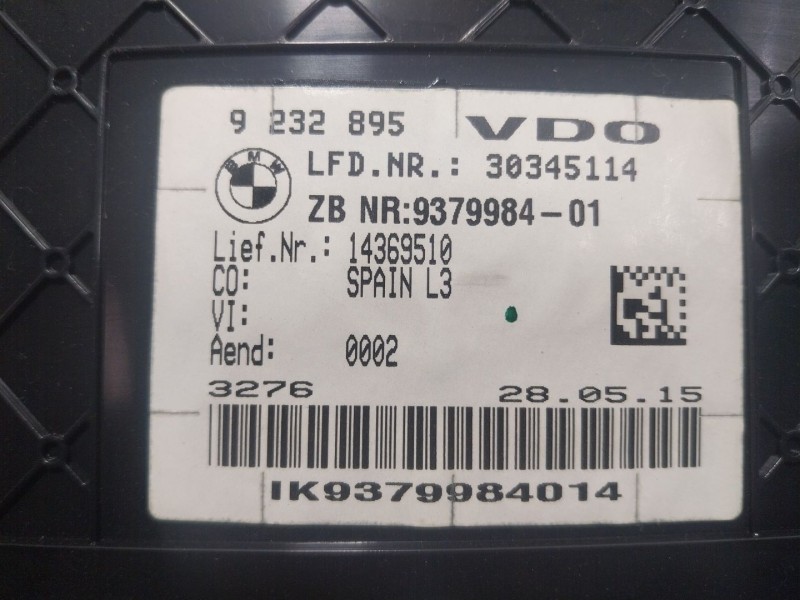 9 232 895 VDO
BMW
LFD.NR.: 30345114
ZB NR:9379984-01
Lief.Nr.: 14369510
CO: SPAIN L3
VI:
Aend: 0002
3276 28.05.15
IK9379984014